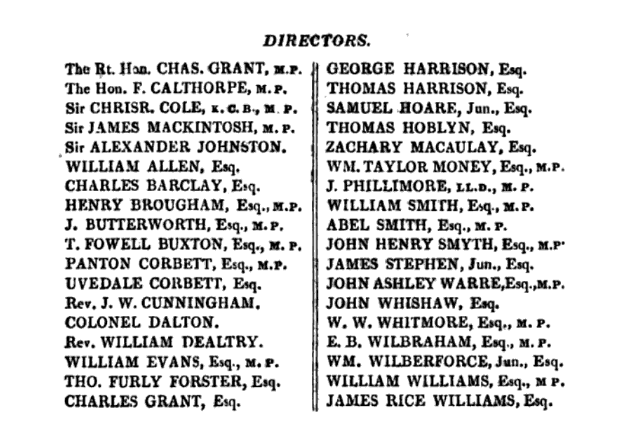 DIRECTORS.
The Rt. Hon. CHAS. GRANT, M.P.
The Hon. F. CALTHORPE, M.P.
Sir CHRISR. COLE, K.C.B., M.P.
Sir JAMES MACKINTOSH, M.P.
Sir ALEXANDER JOHNSTON.
WILLIAM ALLEN, Esq.
CHARLES BARCLAY, Esq.
HENRY BROUGHAM, Esq., M.P.
J. BUTTERWORTH, Esq., M.P.
T. FOWELL BUXTON, Esq., M.P.
PANTON CORBETT, Esq., M.P.
UVEDALE CORBETT, Esq.
Rev. J. W. CUNNINGHAM.
COLONEL DALTON.
Rev. WILLIAM DEALTRY.
WILLIAM EVANS, Esq., M.P.
THO. FURLY FORSTER, Esq.
CHARLES GRANT, Esq.
GEORGE HARRISON, Esq.
THOMAS HARRISON, Esq.
SAMUEL HOARE, Jun., Esq.
THOMAS HOBLYN, Esq.
ZACHARY MACAULAY, Esq.
WM. TAYLOR MONEY, Esq., M.P.
J. PHILLIMORE, LL.D., M.P.
WILLIAM SMITH, Esq., M.P.
ABEL SMITH, Esq., M.P.
JOHN HENRY SMYTH, Esq., M.P.
JAMES STEPHEN, Jun., Esq.
JOHN ASHLEY WARRE, Esq., M.P.
JOHN WHISHAW, Esq.
W. W. WHITMORE, Esq., M.P.
E. B. WILBRAHAM, Esq., M.P.
WM. WILBERFORCE, Jun., Esq.
WILLIAM WILLIAMS, Esq., M P.
JAMES RICE WILLIAMS, Esq.